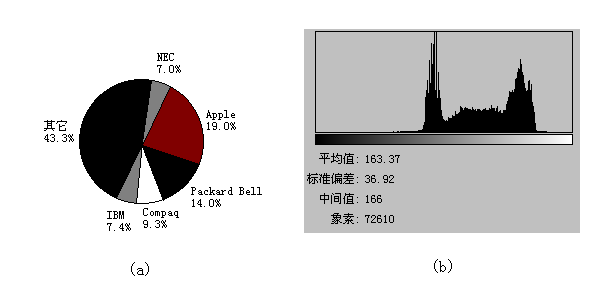 NEC
7.0%
Apple
19.0%
其它
43.3%
Packard Bell
14.0%
IBM
7.4%
Compaq
9.3%
(a)
平均值: 163.37
标准偏差: 36.92
中间值: 166
象素: 72610
(b)